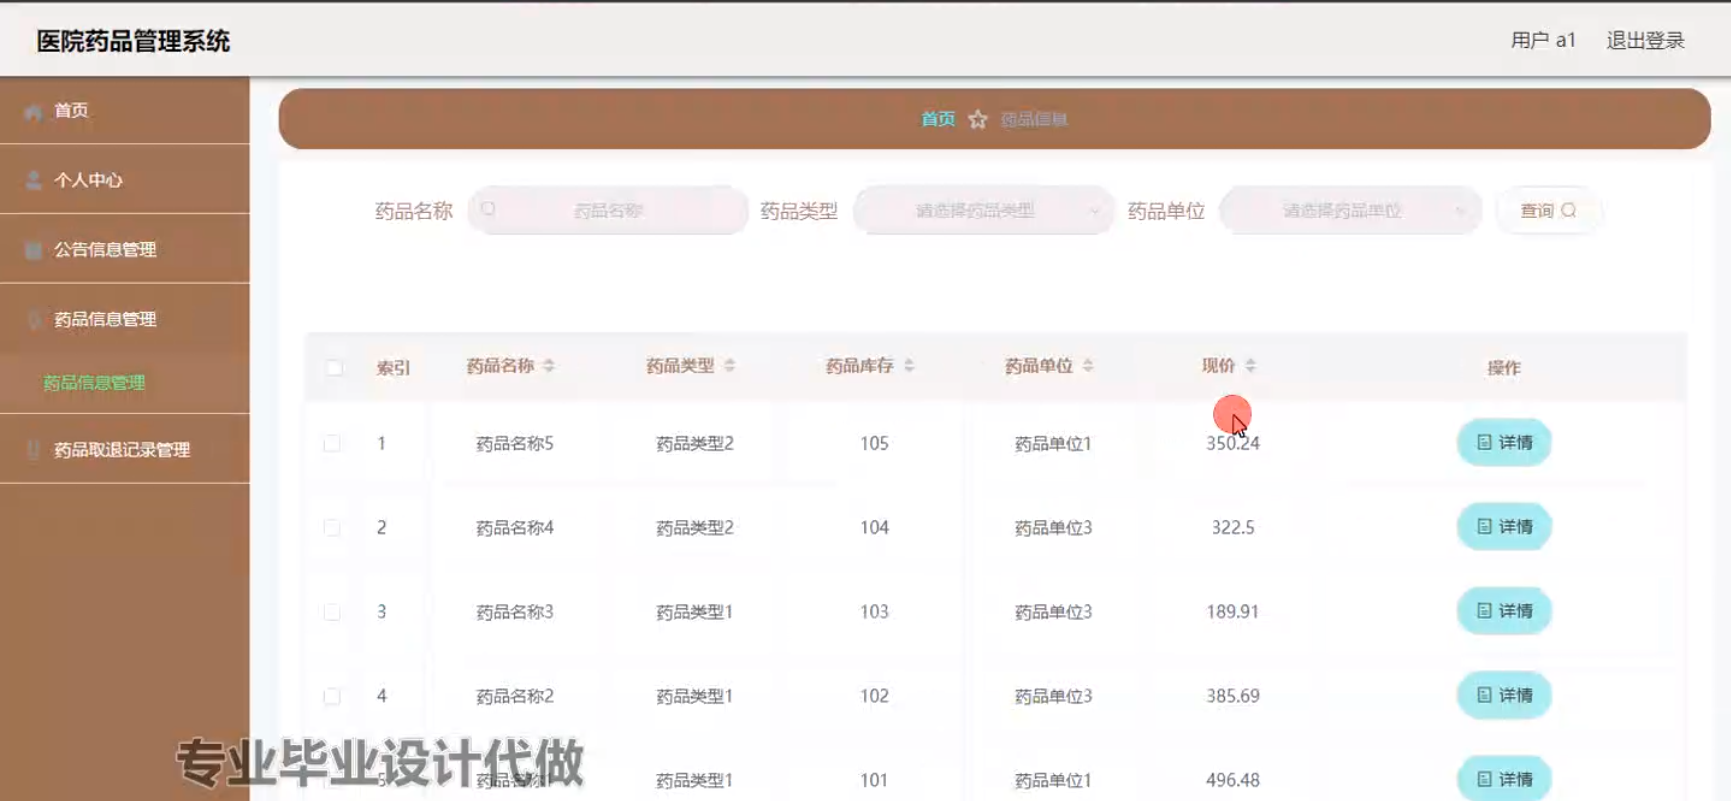 医院药品管理系统
用户 a1 退出登录
首页
首页 药品信息
个人中心
药品名称 药品名称 药品类型 请选择药品类型 药品单位 请选择药品单位 查询
公告信息管理
药品信息管理
药品信息管理
药品取退记录管理
索引 药品名称 药品类型 药品库存 药品单位 现价 操作
1 药品名称5 药品类型2 105 药品单位1 350.24 详情
2 药品名称4 药品类型2 104 药品单位3 322.5 详情
3 药品名称3 药品类型1 103 药品单位3 189.91 详情
4 药品名称2 药品类型1 102 药品单位3 385.69 详情
5 药品名称1 药品类型1 101 药品单位1 496.48 详情
专业毕业设计代做